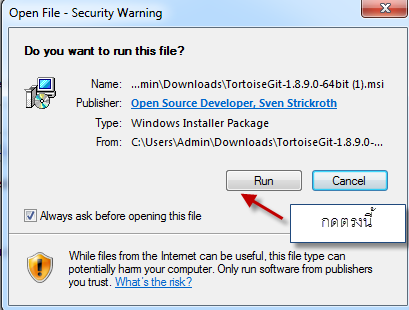 Open File - Security Warning
Do you want to run this file?
Name: ...min\Downloads\TortoiseGit-1.8.9.0-64bit (1).msi
Publisher: Open Source Developer, Sven Strickroth
Type: Windows Installer Package
From: C:\Users\Admin\Downloads\TortoiseGit-1.8.9.0-...
Run Cancel
Always ask before opening this file
กดตรงนี้
While files from the Internet can be useful, this file type can
potentially harm your computer. Only run software from publishers
you trust. What's the risk?